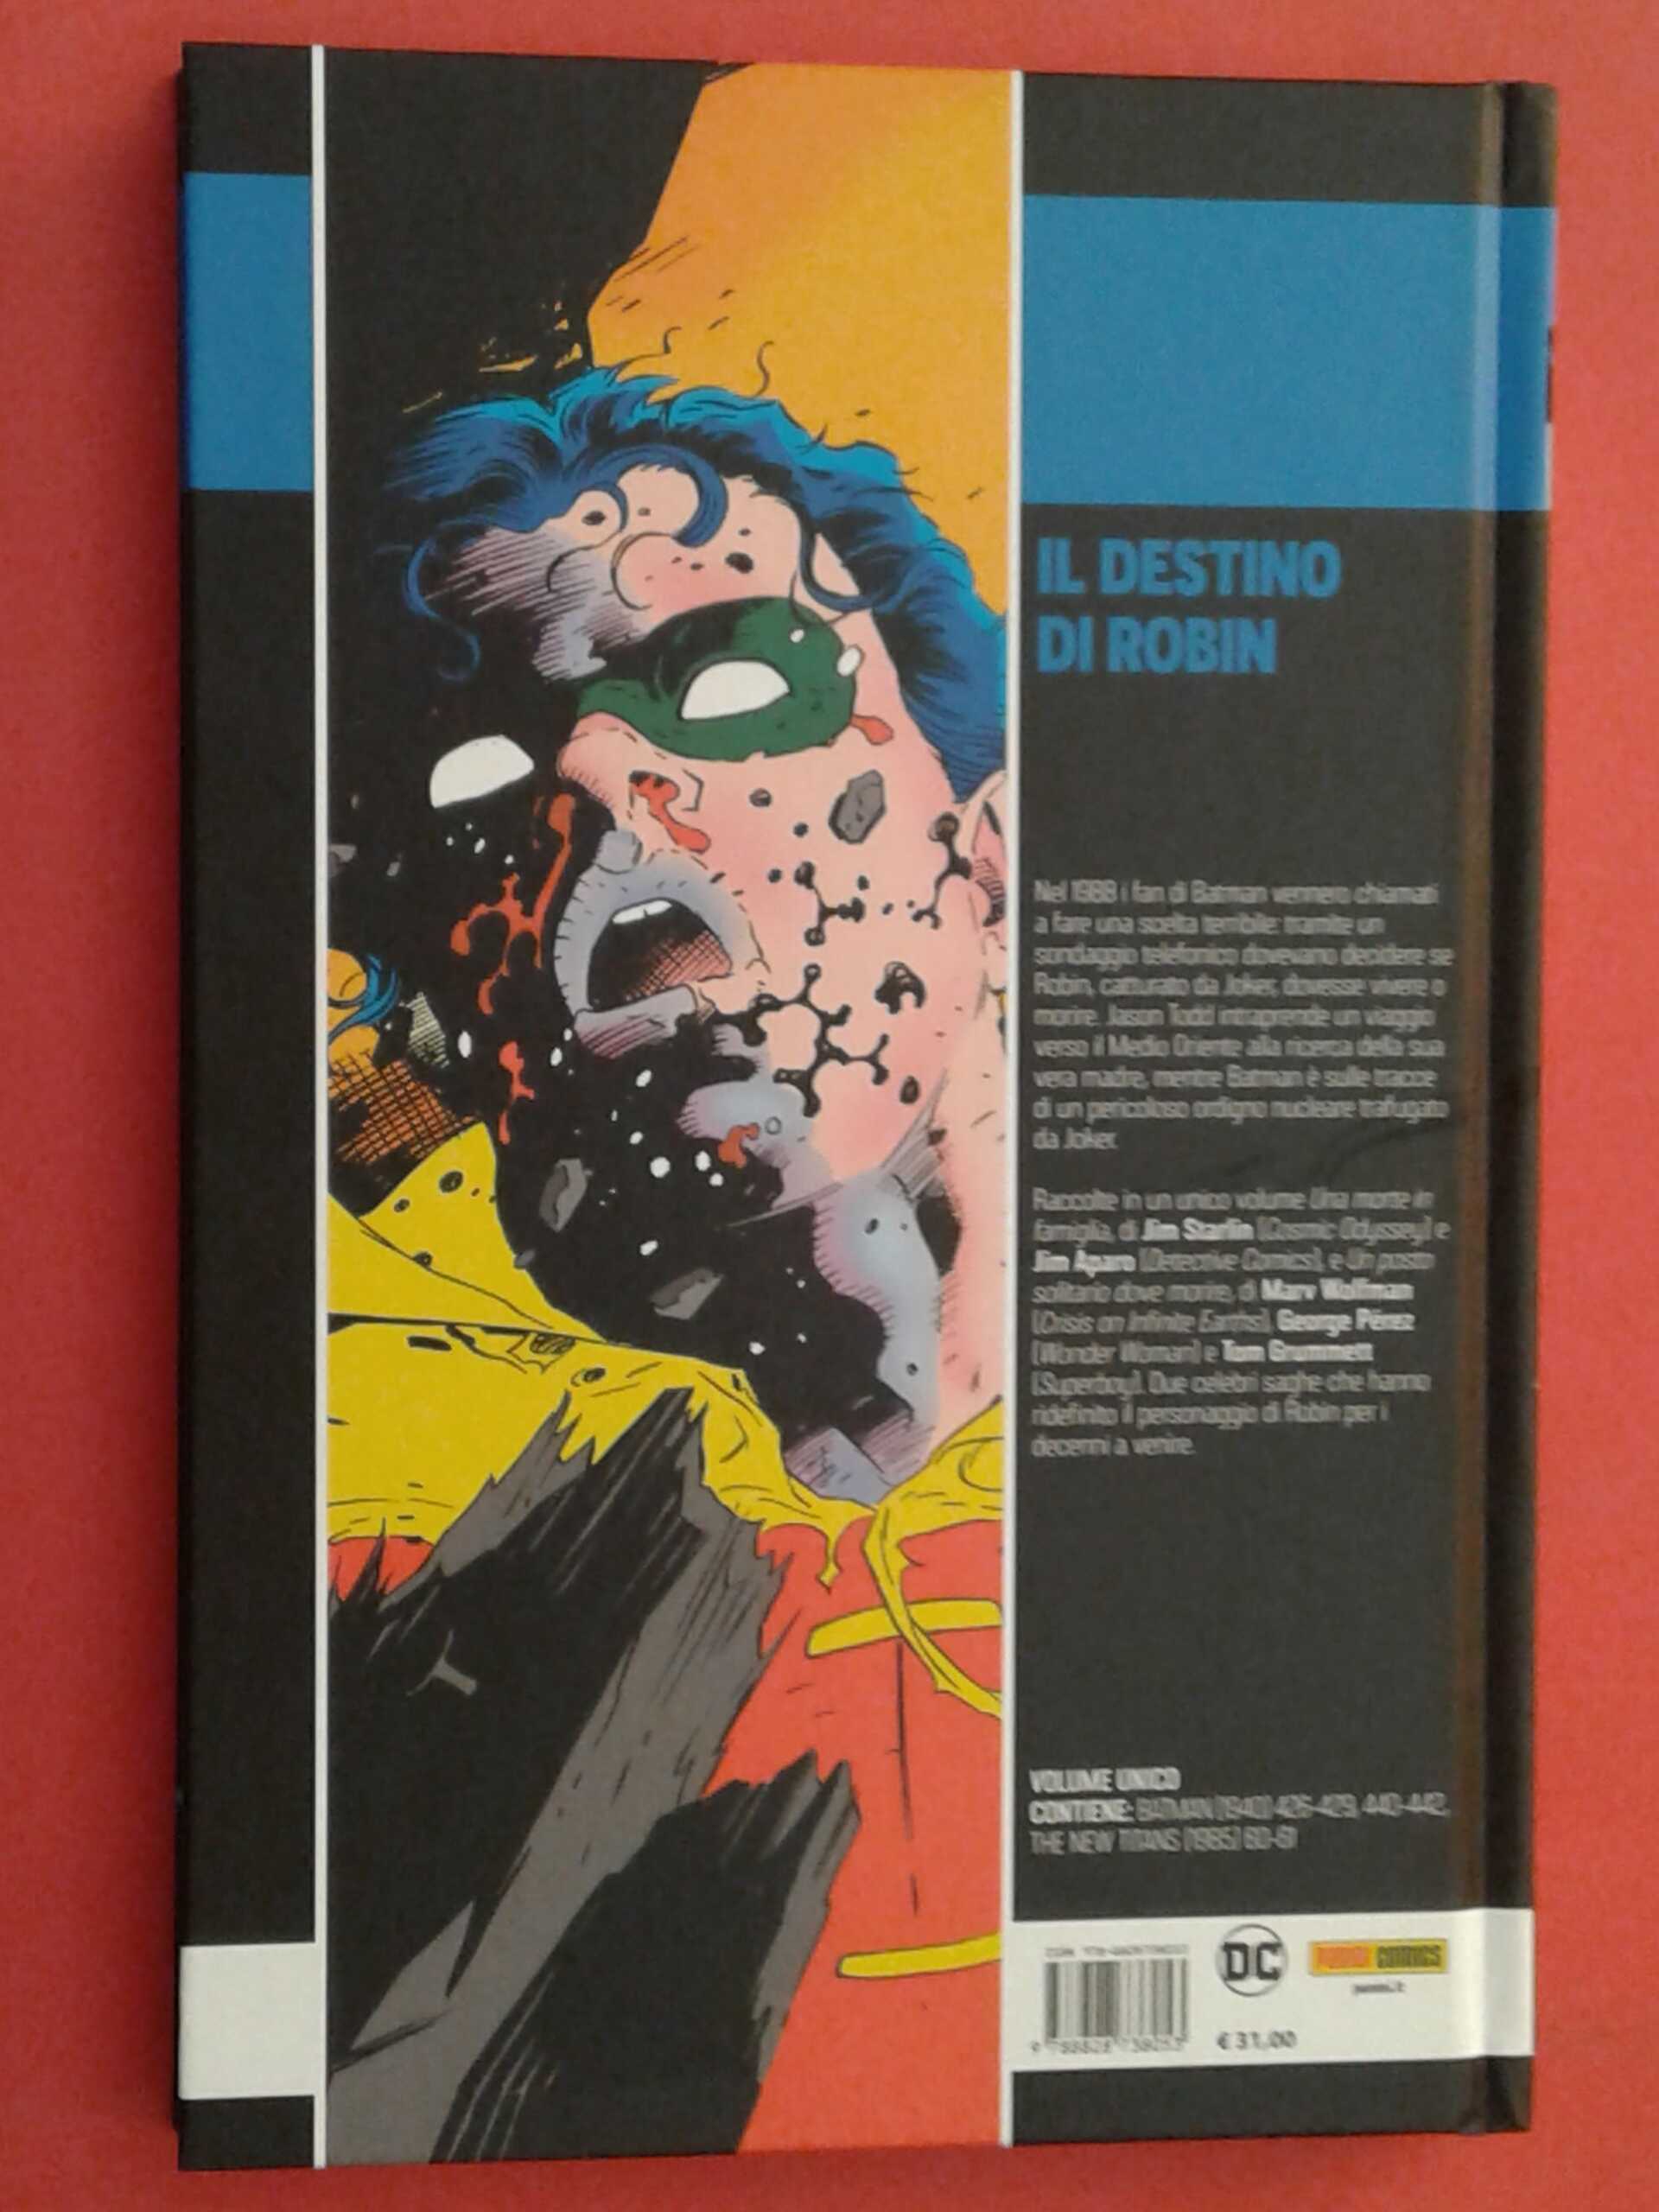 IL DESTINO
DI ROBIN
Nel 1988 i fan di Batman vennero chiamati
a fare una scelta terribile: tramite un
sondaggio telefonico dovevano decidere se
Robin, catturato da Joker, dovesse vivere o
morire. Jason Todd intraprende un viaggio
verso il Medio Oriente alla ricerca della sua
vera madre, mentre Batman è sulle tracce
di un pericoloso ordigno nucleare trafugato
da Joker.
Raccolte in un unico volume Una morte in
famiglia, di Jim Starlin (Cosmic Odyssey) e
Jim Aparo (Detective Comics), e Un posto
solitario dove morire, di Marv Wolfman
(Crisis on Infinite Earths), George Pérez
(Wonder Woman) e Tom Grummett
(Superboy). Due celebri saghe che hanno
ridefinito il personaggio di Robin per i
decenni a venire.
VOLUME UNICO
CONTIENE: BATMAN (1940) 426-429, 440-442,
THE NEW TITANS (1985) 60-61
ISBN
DC
PANINI COMICS
panini.it
€ 31,00